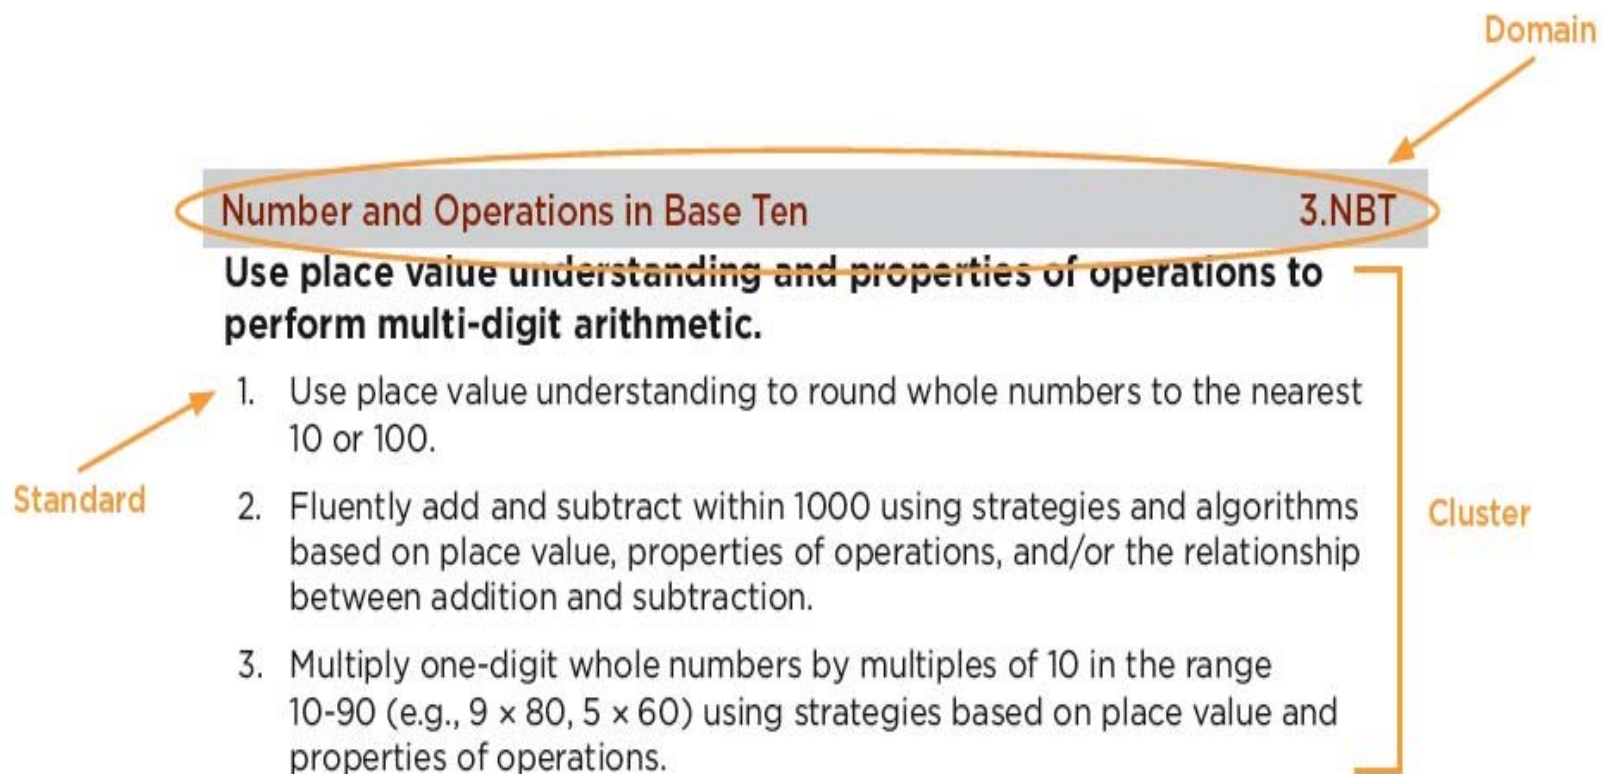 Domain
Number and Operations in Base Ten 3.NBT
Use place value understanding and properties of operations to
perform multi-digit arithmetic.
1. Use place value understanding to round whole numbers to the nearest
10 or 100.
Standard
2. Fluently add and subtract within 1000 using strategies and algorithms
based on place value, properties of operations, and/or the relationship
between addition and subtraction.
Cluster
3. Multiply one-digit whole numbers by multiples of 10 in the range
10-90 (e.g., 9 × 80, 5 × 60) using strategies based on place value and
properties of operations.